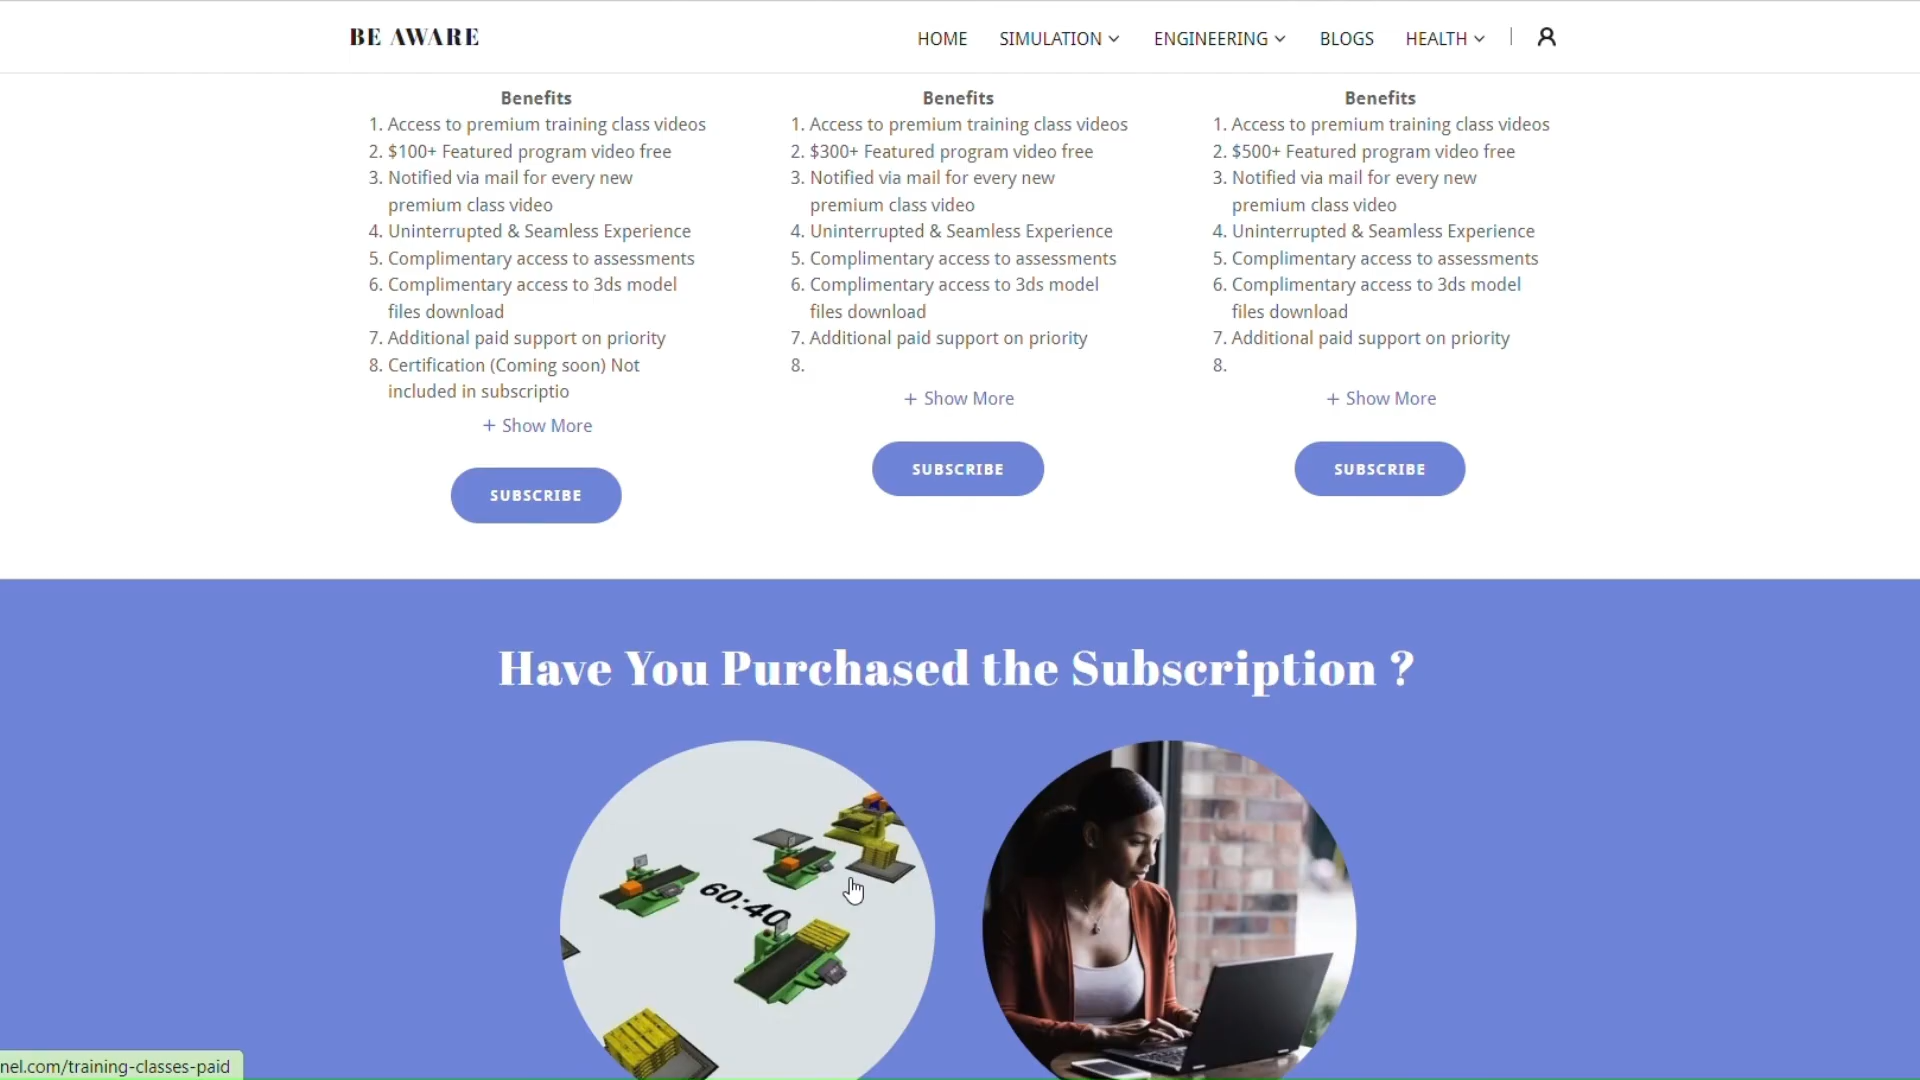 BE AWARE
HOME
SIMULATION
ENGINEERING
BLOGS
HEALTH
Benefits
1. Access to premium training class videos
2. $100+ Featured program video free
3. Notified via mail for every new
premium class video
4. Uninterrupted & Seamless Experience
5. Complimentary access to assessments
6. Complimentary access to 3ds model
files download
7. Additional paid support on priority
8. Certification (Coming soon) Not
included in subscriptio
+ Show More
SUBSCRIBE
Benefits
1. Access to premium training class videos
2. $300+ Featured program video free
3. Notified via mail for every new
premium class video
4. Uninterrupted & Seamless Experience
5. Complimentary access to assessments
6. Complimentary access to 3ds model
files download
7. Additional paid support on priority
8.
+ Show More
SUBSCRIBE
Benefits
1. Access to premium training class videos
2. $500+ Featured program video free
3. Notified via mail for every new
premium class video
4. Uninterrupted & Seamless Experience
5. Complimentary access to assessments
6. Complimentary access to 3ds model
files download
7. Additional paid support on priority
8.
+ Show More
SUBSCRIBE
Have You Purchased the Subscription ?
60:40
nel.com/training-classes-paid